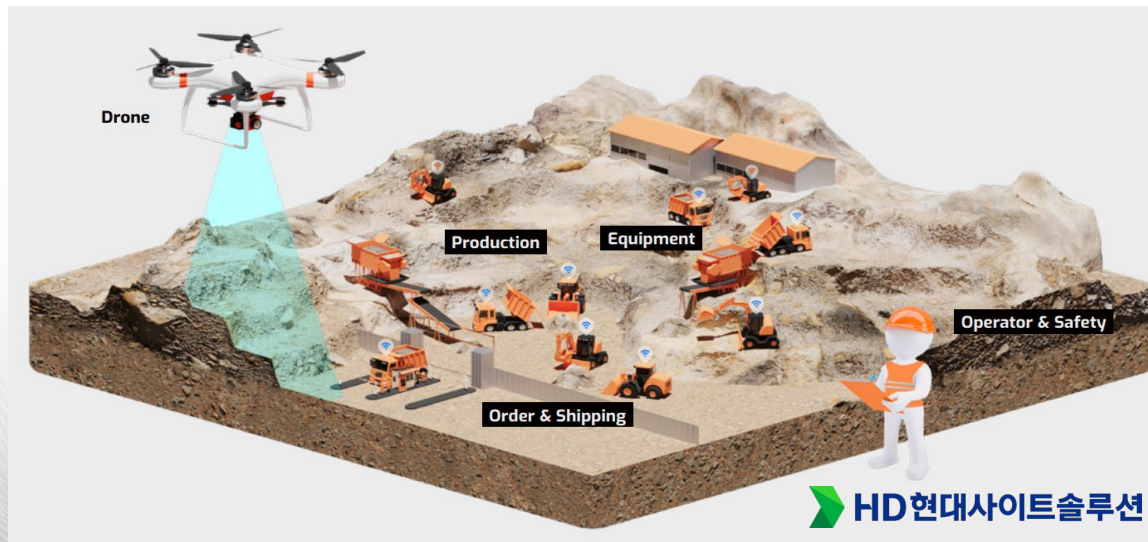 Drone
Production
Equipment
Operator & Safety
Order & Shipping
HD현대사이트솔루션